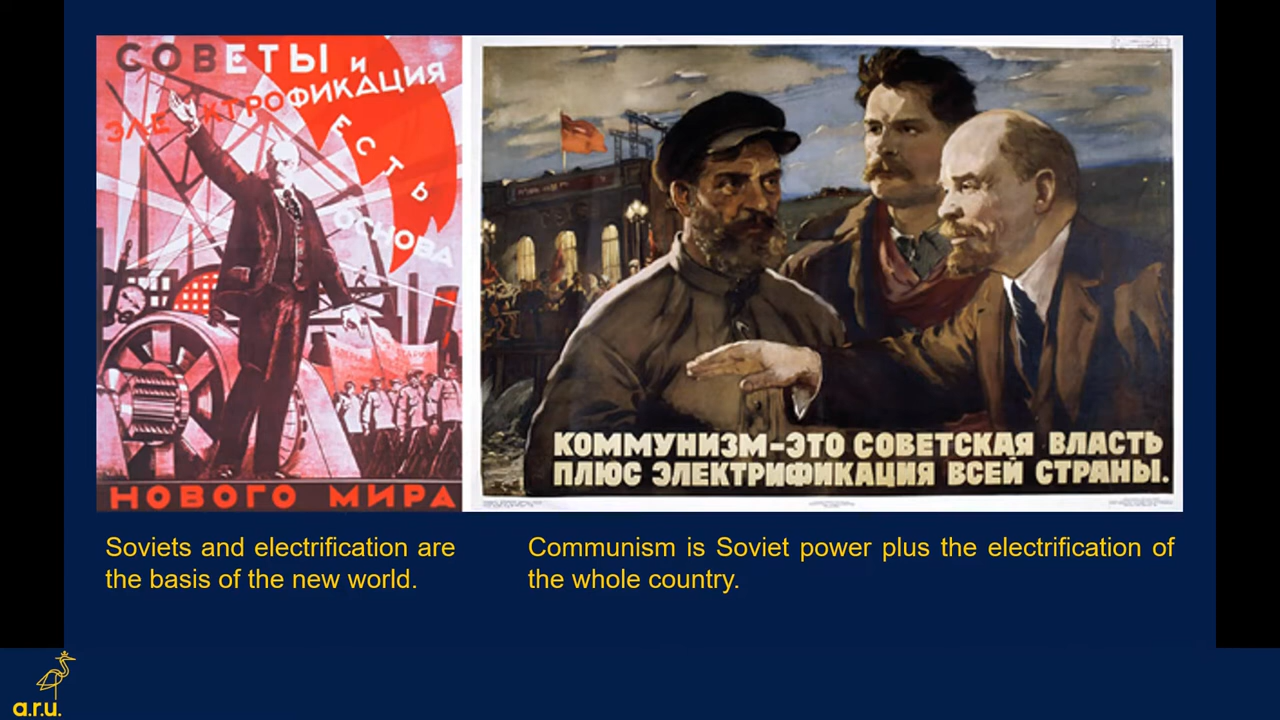 СОВЕТЫ и
ЭЛЕКТРОФИКАЦИЯ
ЕСТЬ
ОСНОВА
НОВОГО МИРА
КОММУНИЗМ-ЭТО СОВЕТСКАЯ ВЛАСТЬ
ПЛЮС ЭЛЕКТРИФИКАЦИЯ ВСЕЙ СТРАНЫ.
Soviets and electrification are
the basis of the new world.
Communism is Soviet power plus the electrification of
the whole country.
a.r.u.